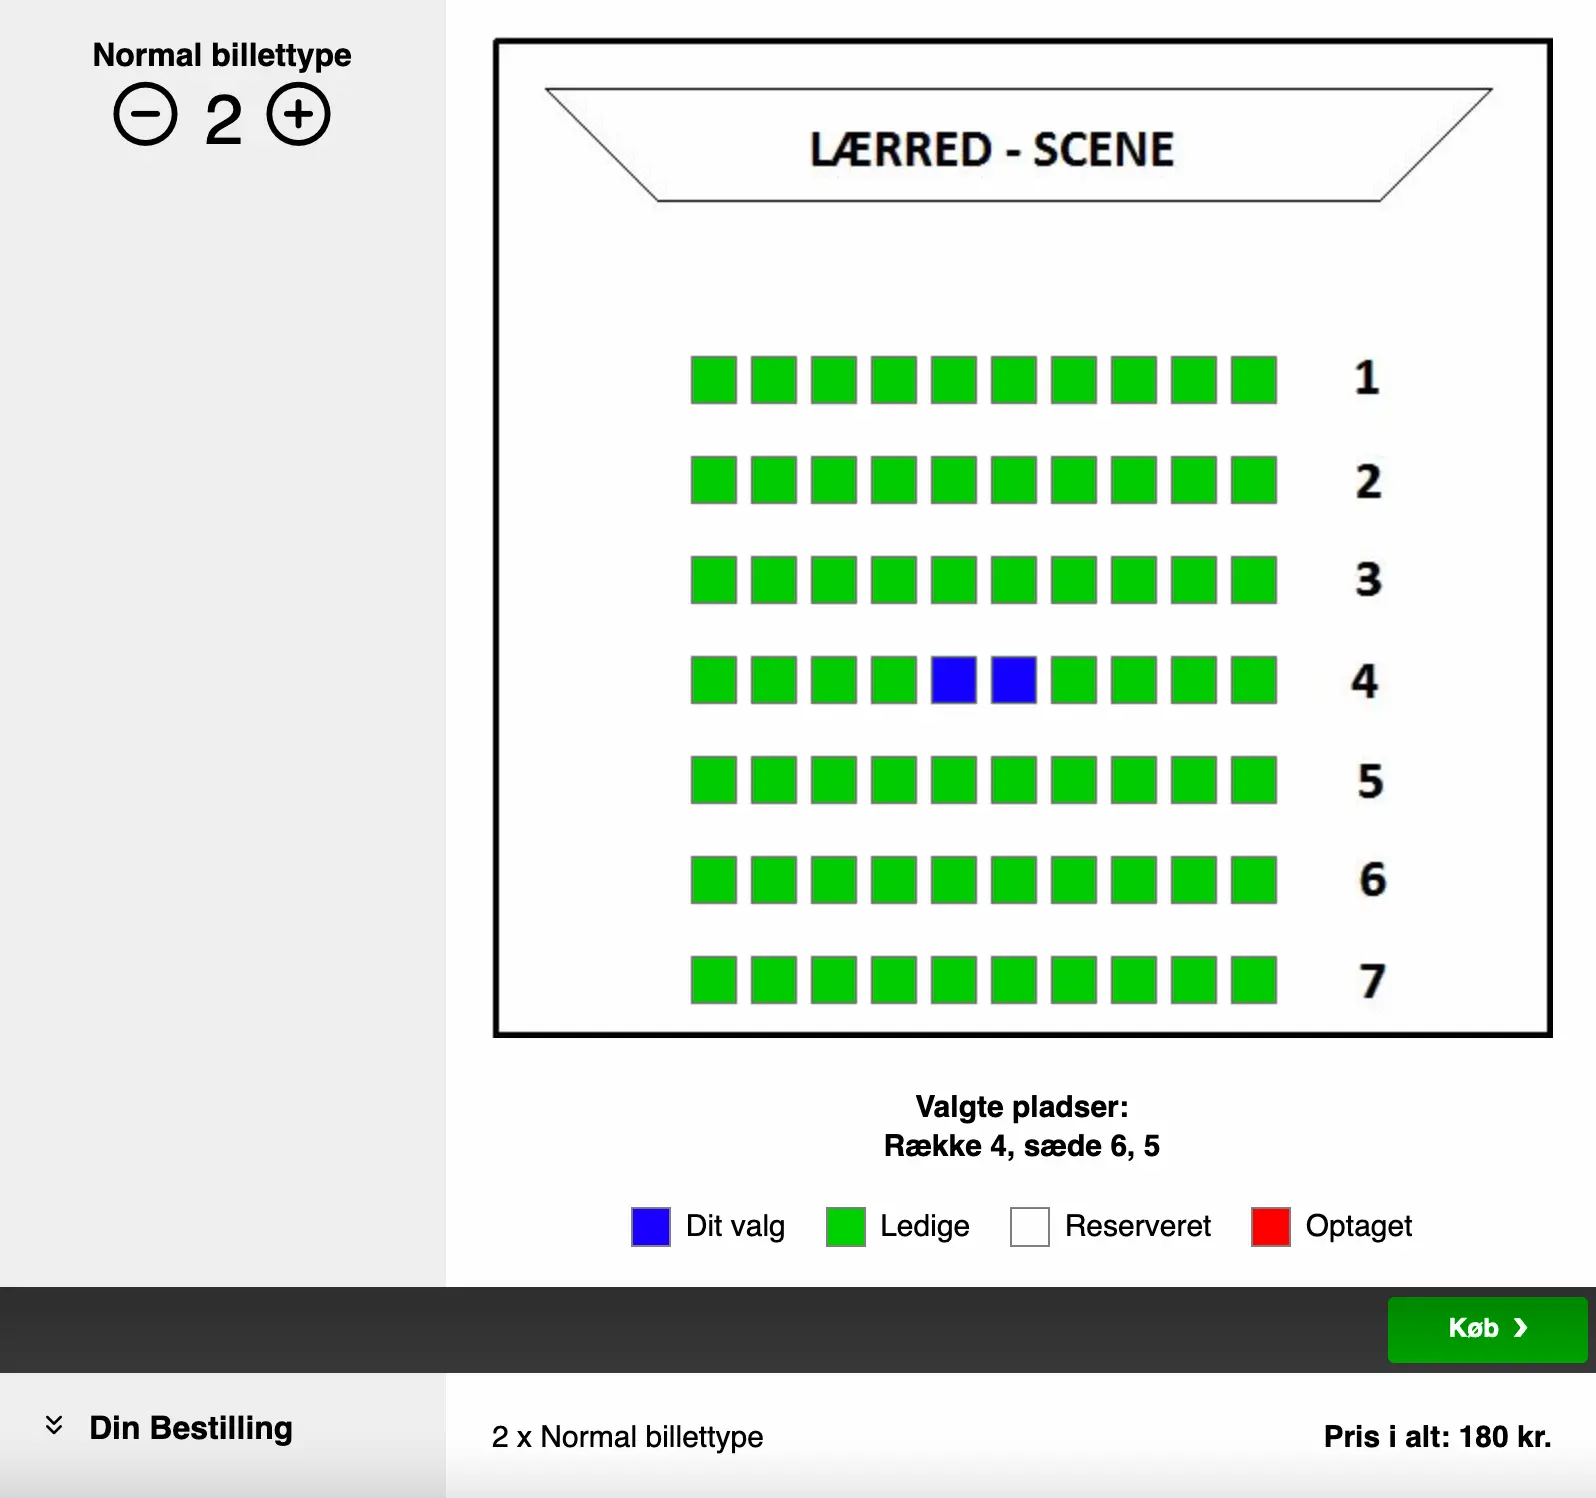 Normal billettype
2
LÆRRED - SCENE
1
2
3
4
5
6
7
Valgte pladser:
Række 4, sæde 6, 5
Dit valg
Ledige
Reserveret
Optaget
Køb
Din Bestilling
2 x Normal billettype
Pris i alt: 180 kr.